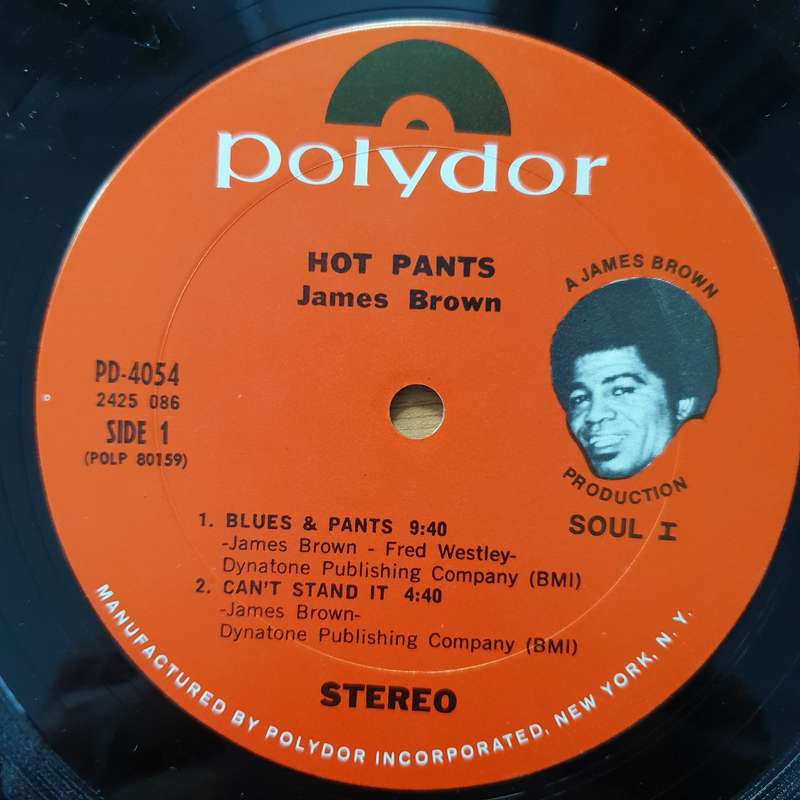 polydor
HOT PANTS
James Brown
A JAMES BROWN
PRODUCTION
SOUL I
PD-4054
2425 086
SIDE 1
(POLP 80159)
1. BLUES & PANTS 9:40
-James Brown - Fred Westley-
Dynatone Publishing Company (BMI)
2. CAN'T STAND IT 4:40
-James Brown-
Dynatone Publishing Company (BMI)
STEREO
MANUFACTURED BY POLYDOR INCORPORATED, NEW YORK, N. Y.